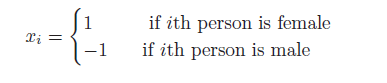 x_i = { 1 if ith person is female
−1 if ith person is male